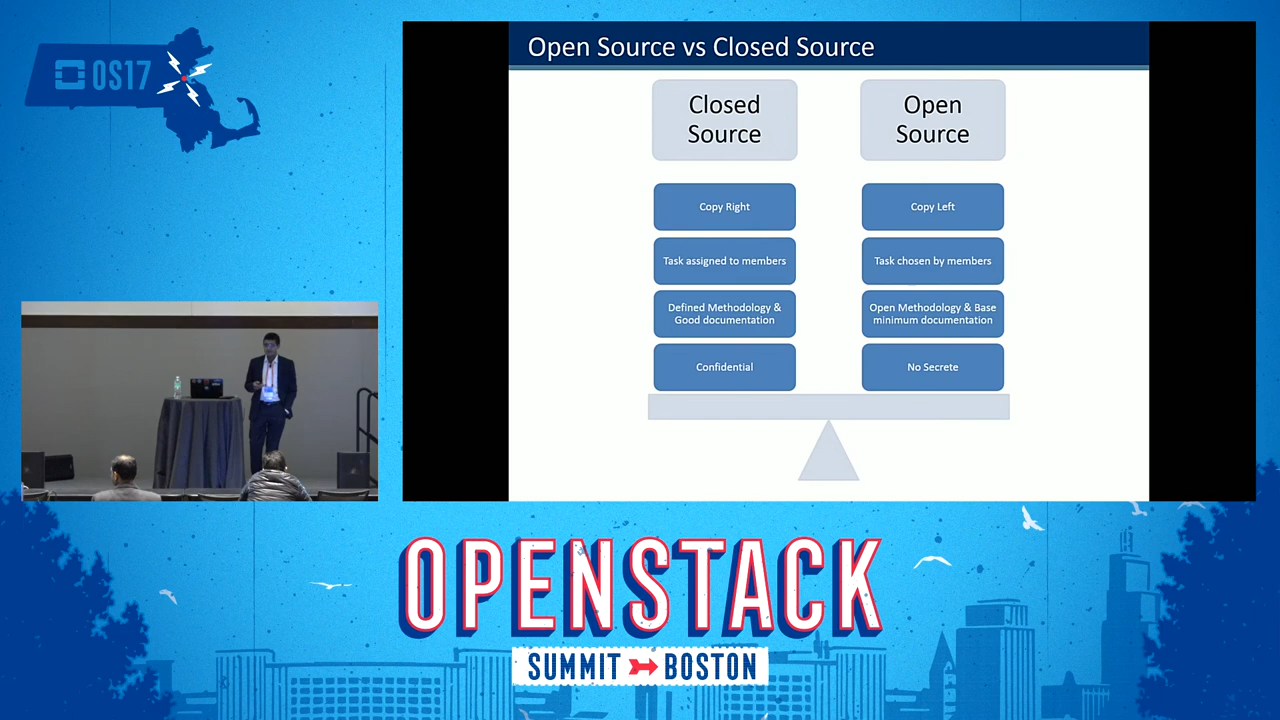 OS17
Open Source vs Closed Source
Closed
Source
Open
Source
Copy Right
Copy Left
Task assigned to members
Task chosen by members
Defined Methodology &
Good documentation
Open Methodology & Base
minimum documentation
Confidential
No Secrete
OPENSTACK
SUMMIT BOSTON